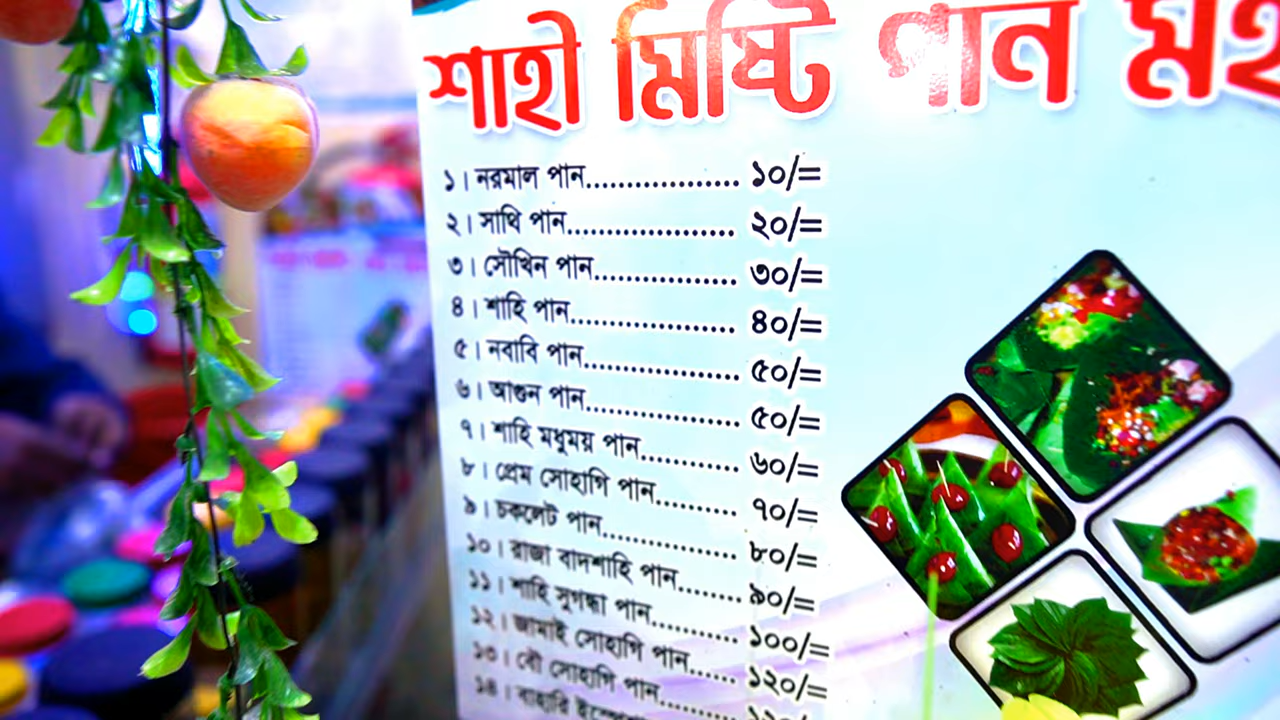 শাহী মিষ্টি পান
১। নরমাল পান.................. ১০/=
২। সাথি পান.................... ২০/=
৩। সৌখিন পান................. ৩০/=
৪। শাহি পান.................... ৪০/=
৫। নবাবি পান................... ৫০/=
৬। আগুন পান................... ৫০/=
৭। শাহি মধুময় পান............ ৬০/=
৮। প্রেম সোহাগি পান.......... ৭০/=
৯। চকলেট পান................ ৮০/=
১০। রাজা বাদশাহি পান........ ৯০/=
১১। শাহি সুগন্ধা পান........... ১০০/=
১২। জামাই সোহাগি পান...... ১২০/=
১৩। বৌ সোহাগি পান..........
১৪। বাহারি